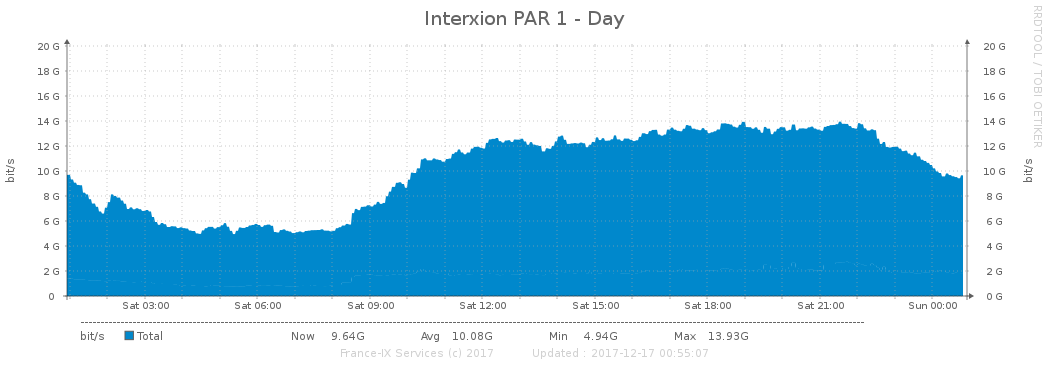 Interxion PAR 1 - Day
RRDTOOL / TOBI OETIKER
20 G 20 G
18 G 18 G
16 G 16 G
14 G 14 G
12 G 12 G
10 G 10 G
8 G 8 G
6 G 6 G
4 G 4 G
2 G 2 G
0 0 G
bit/s
bit/s
Sat 03:00 Sat 06:00 Sat 09:00 Sat 12:00 Sat 15:00 Sat 18:00 Sat 21:00 Sun 00:00
bit/s Total Now 9.64G Avg 10.08G Min 4.94G Max 13.93G
France-IX Services (c) 2017 Updated : 2017-12-17 00:55:07